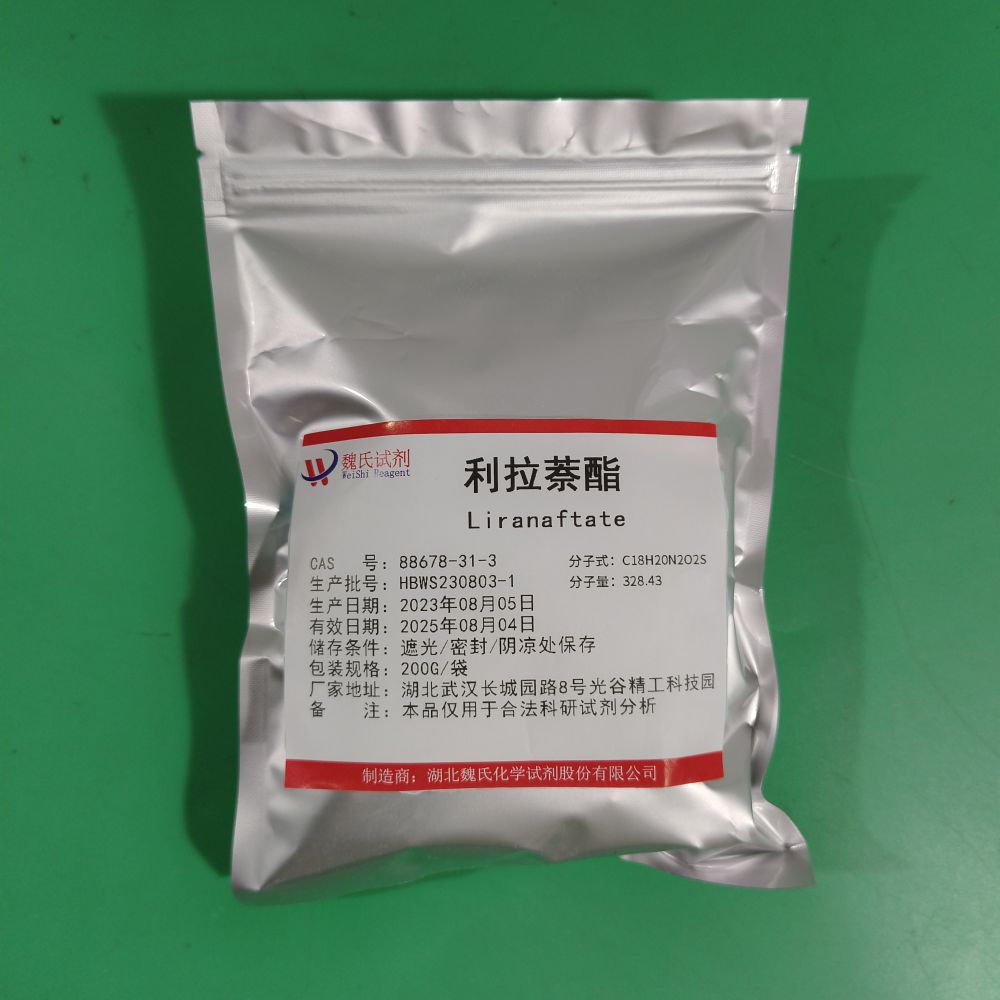 魏氏试剂
WeiShi Reagent
利拉萘酯
Liranaftate
CAS 号：88678-31-3 分子式：C18H20N2O2S
生产批号：HBWS230803-1 分子量：328.43
生产日期：2023年08月05日
有效日期：2025年08月04日
储存条件：遮光/密封/阴凉处保存
包装规格：200G/袋
厂家地址：湖北武汉长城园路8号光谷精工科技园
备 注：本品仅用于合法科研试剂分析
制造商：湖北魏氏化学试剂股份有限公司